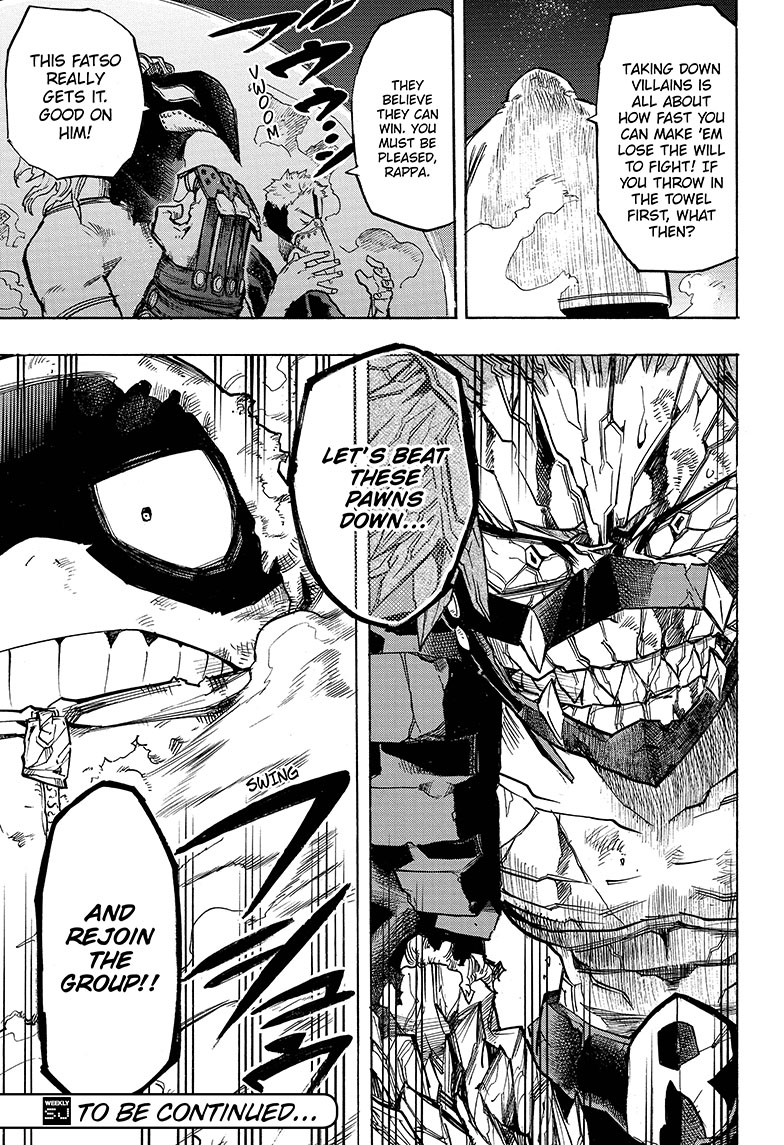 TAKING DOWN
VILLAINS
IS ALL
ABOUT
HOW FAST
YOU CAN
MAKE 'EM
LOSE THE
WILL TO
FIGHT! IF
YOU THROW
IN THE
TOWEL
FIRST, WHAT
THEN?
THEY
BELIEVE
THEY CAN
WIN. YOU
MUST BE
PLEASED,
RAPPA.
VWOOM
THIS FATSO
REALLY
GETS IT.
GOOD ON
HIM!
LET'S BEAT
THESE
PAWNS
DOWN...
SWING
AND
REJOIN
THE
GROUP!!
WEEKLY
SJ
TO BE CONTINUED...